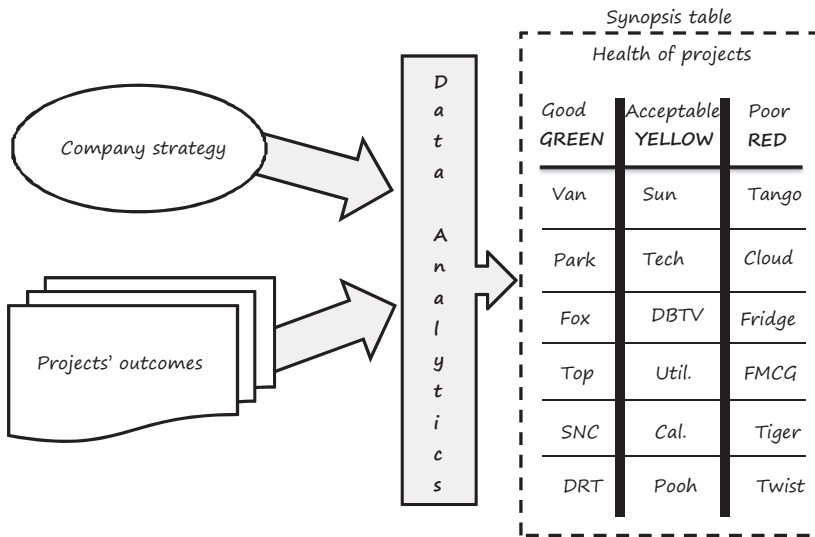 Synopsis table
Health of projects
Company strategy
Projects’ outcomes
Data Analytics
Good Acceptable Poor
GREEN YELLOW RED
Van Sun Tango
Park Tech Cloud
Fox DBTV Fridge
Top Util. FMCG
SNC Cal. Tiger
DRT Pooh Twist